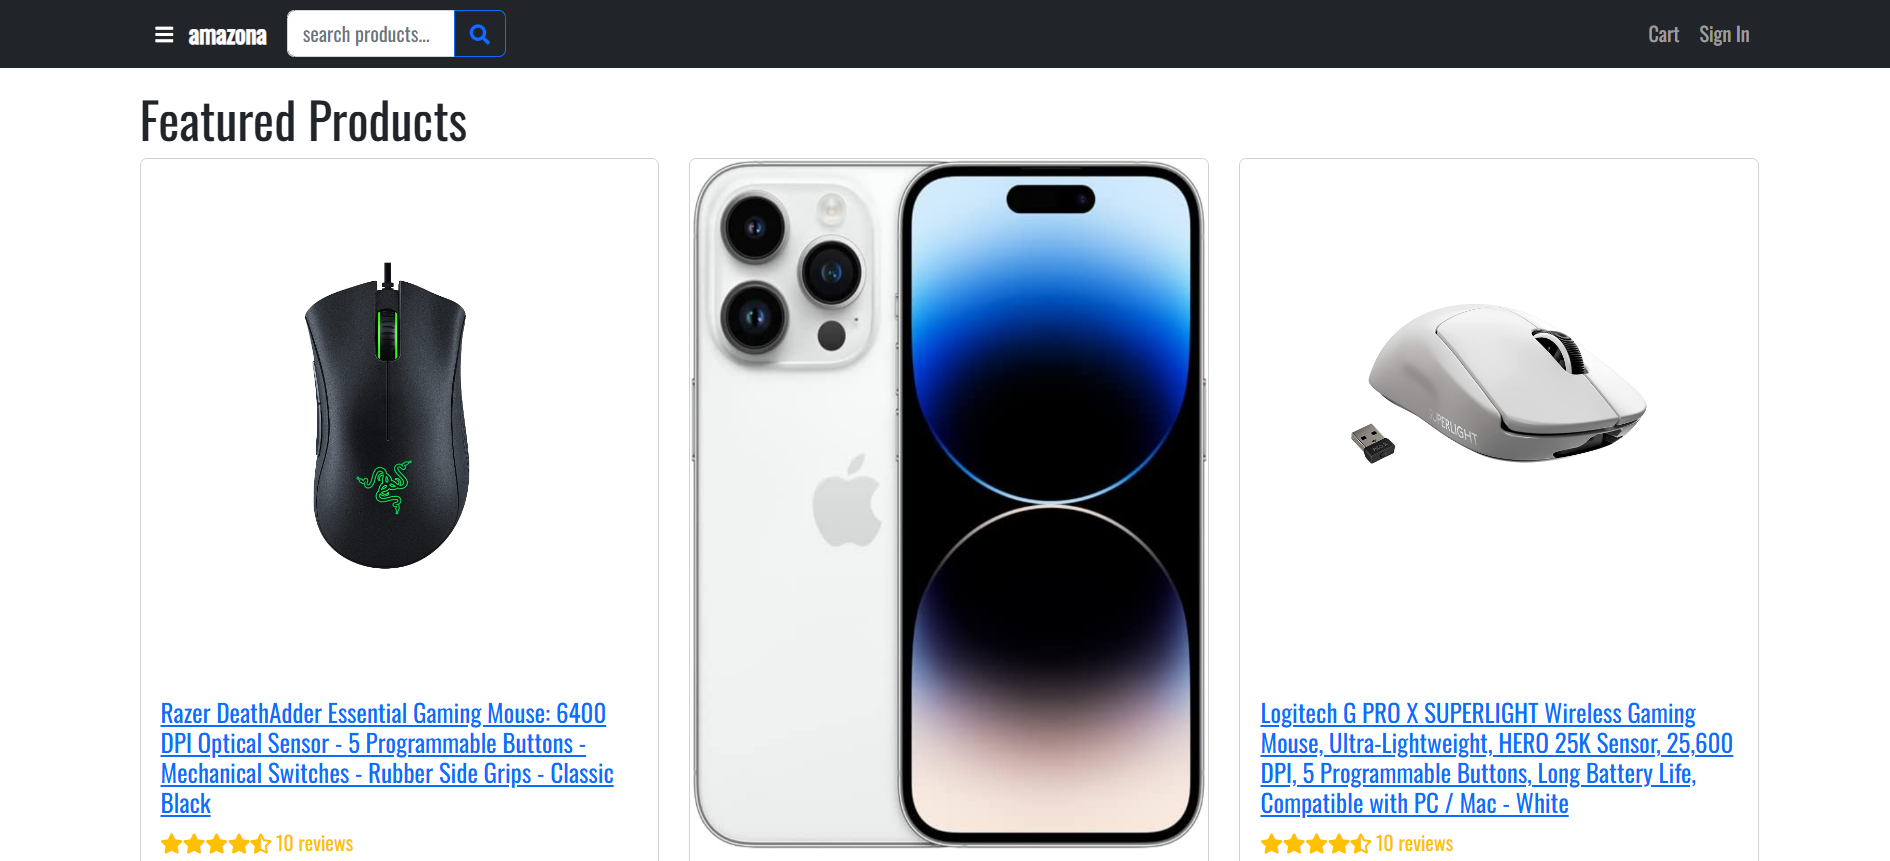 amazona
search products...
Cart
Sign In
Featured Products
SUPERLIGHT
Razer DeathAdder Essential Gaming Mouse: 6400
DPI Optical Sensor - 5 Programmable Buttons -
Mechanical Switches - Rubber Side Grips - Classic
Black
10 reviews
Logitech G PRO X SUPERLIGHT Wireless Gaming
Mouse, Ultra-Lightweight, HERO 25K Sensor, 25,600
DPI, 5 Programmable Buttons, Long Battery Life,
Compatible with PC / Mac - White
10 reviews